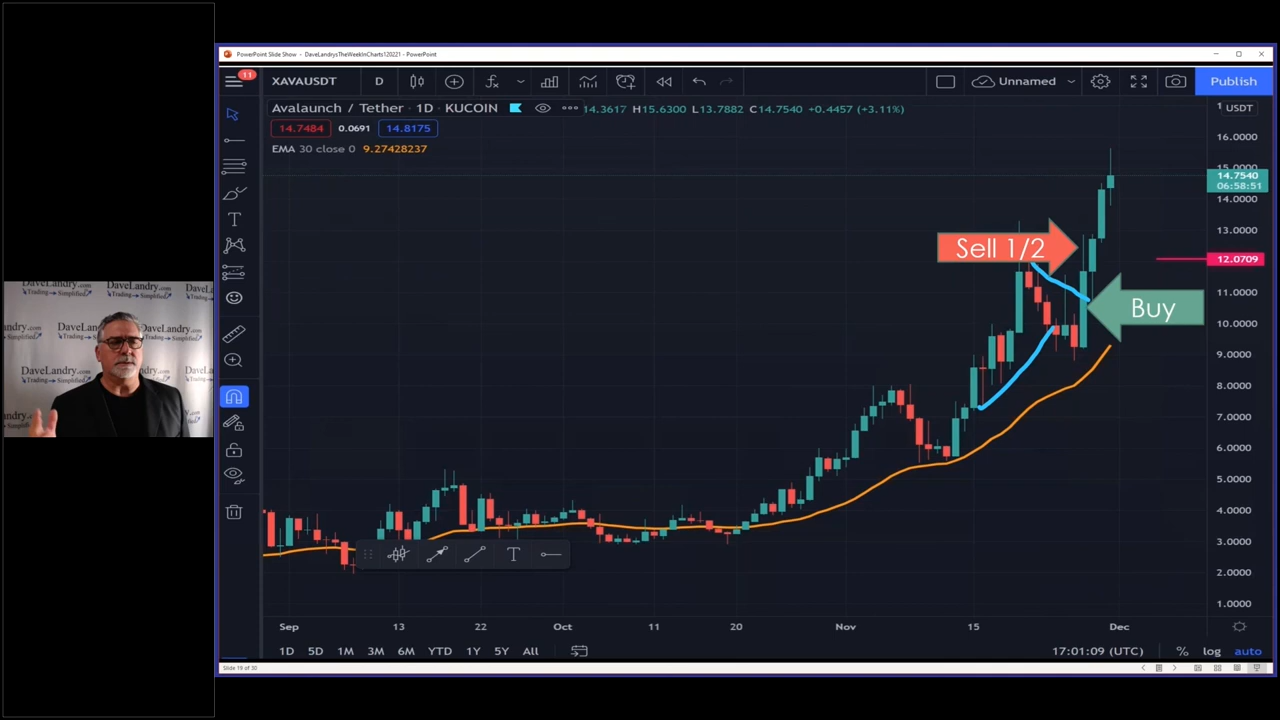 PowerPoint Slide Show - DaveLandrysTheWeekInCharts120221 - PowerPoint
11
XAVAUSDT
D
Unnamed
Publish
Avalaunch / Tether · 1D · KUCOIN
14.3617 H15.6300 L13.7882 C14.7540 +0.4457 (+3.11%)
1 USDT
14.7484
0.0691
14.8175
EMA 30 close 0 9.27428237
16.0000
15.0000
14.7540
06:58:51
14.0000
13.0000
12.0709
11.0000
10.0000
9.0000
8.0000
7.0000
6.0000
5.0000
4.0000
3.0000
2.0000
1.0000
Sell 1/2
Buy
DaveLandry.com
Trading Simplified
DaveLandry.com
Trading Simplified
DaveLandry.com
Trading Simplified
Sep
13
22
Oct
11
20
Nov
15
Dec
1D
5D
1M
3M
6M
YTD
1Y
5Y
All
17:01:09 (UTC)
%
log
auto
Slide 19 of 30